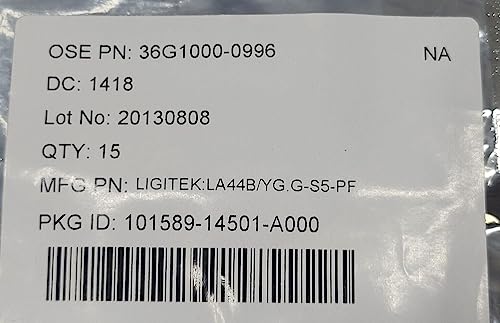 OSE PN: 36G1000-0996 NA
DC: 1418
Lot No: 20130808
QTY: 15
MFG PN: LIGITEK:LA44B/YG.G-S5-PF
PKG ID: 101589-14501-A000